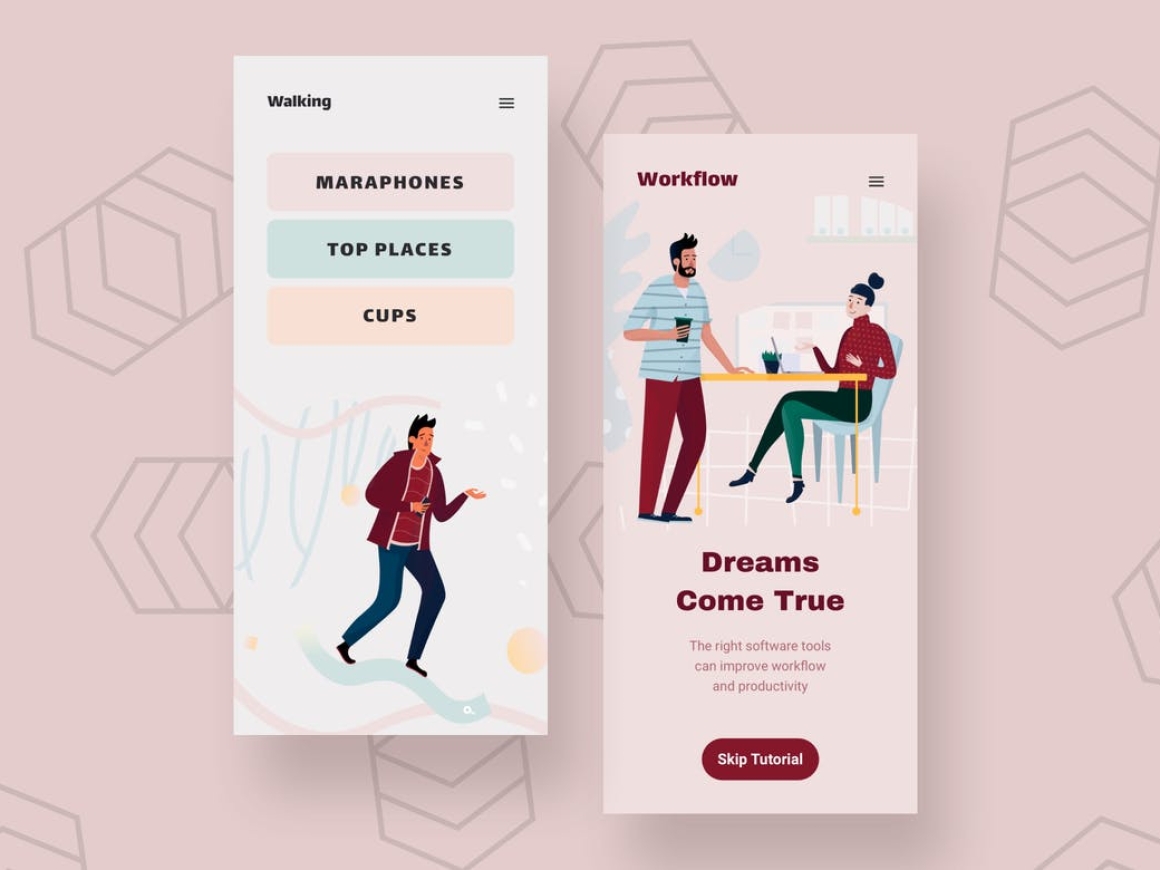 Walking
MARAPHONES
TOP PLACES
CUPS
Workflow
Dreams
Come True
The right software tools
can improve workflow
and productivity
Skip Tutorial